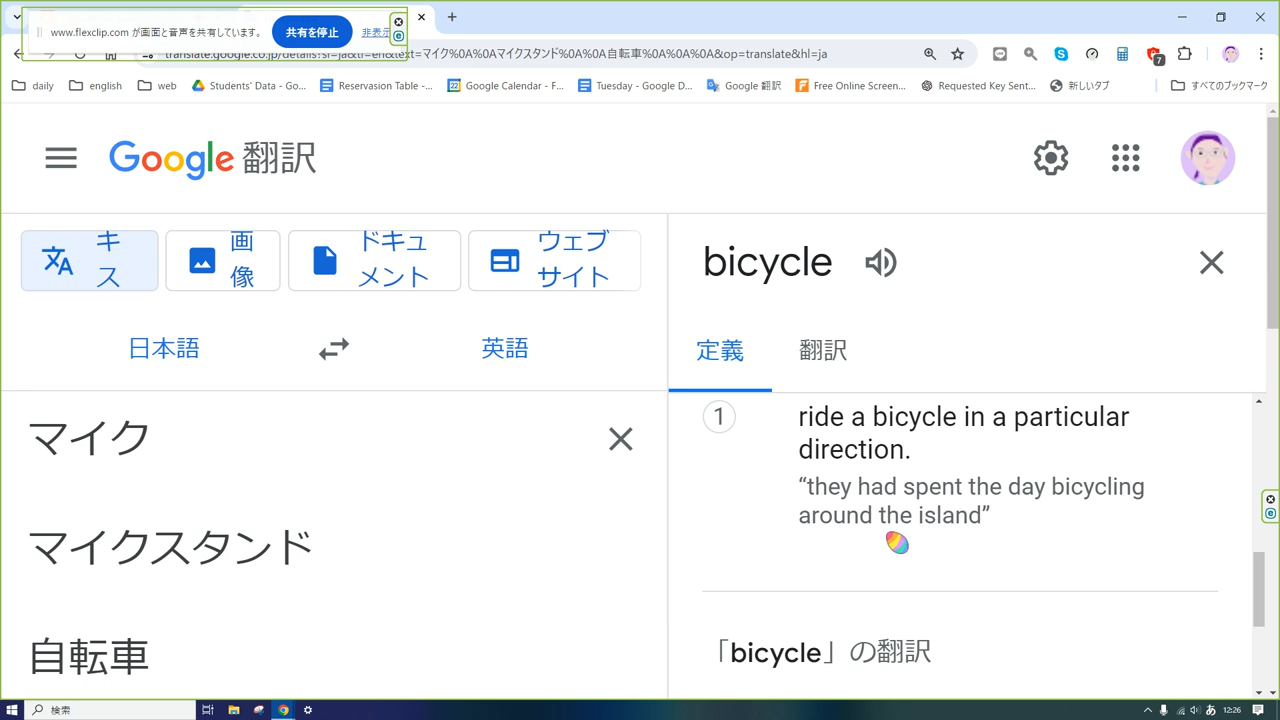 www.flexclip.com が画面と音声を共有しています。
共有を停止
非表示
translate.google.co.jp/details?sl=ja&tl=en&text=マイク%0A%0Aマイクスタンド%0A%0A自転車%0A%0A%0A&op=translate&hl=ja
7
daily
english
web
Students' Data - Go...
Reservasion Table -...
Google Calendar - F...
Tuesday - Google D...
Google 翻訳
Free Online Screen...
Requested Key Sent...
新しいタブ
すべてのブックマーク
Google 翻訳
キ
ス
画
像
ドキュ
メント
ウェブ
サイト
日本語
英語
マイク
マイクスタンド
自転車
bicycle
定義
翻訳
1
ride a bicycle in a particular
direction.
“they had spent the day bicycling
around the island”
「bicycle」の翻訳
検索
あ
12:26